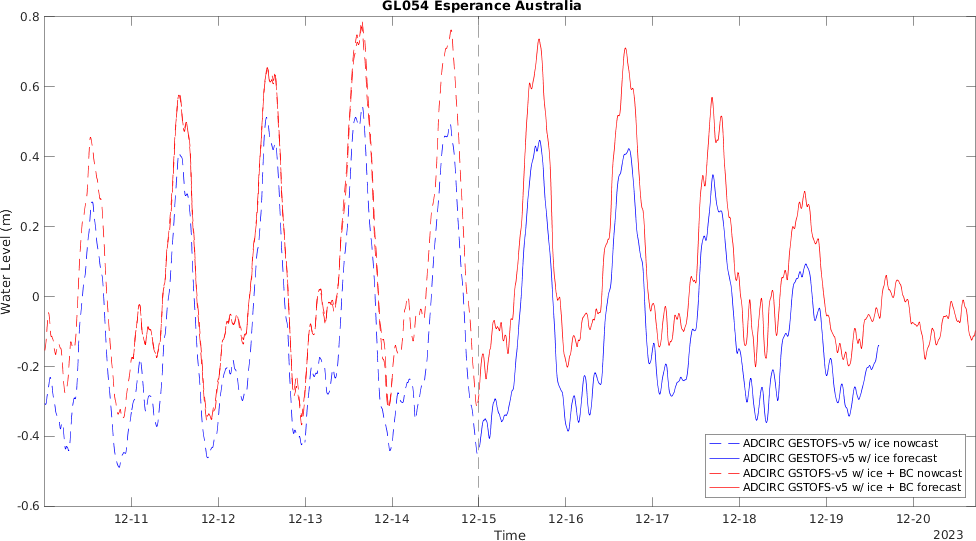 GL054 Esperance Australia
0.8
0.6
0.4
0.2
0
-0.2
-0.4
-0.6
Water Level (m)
ADCIRC GESTOFS-v5 w/ ice nowcast
ADCIRC GESTOFS-v5 w/ ice forecast
ADCIRC GSTOFS-v5 w/ ice + BC nowcast
ADCIRC GSTOFS-v5 w/ ice + BC forecast
12-11 12-12 12-13 12-14 12-15 12-16 12-17 12-18 12-19 12-20
Time
2023